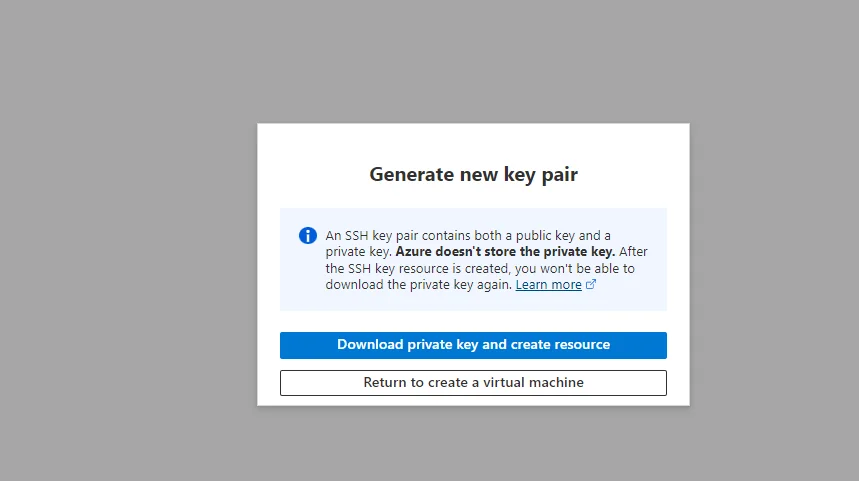 Generate new key pair
An SSH key pair contains both a public key and a
private key. Azure doesn't store the private key. After
the SSH key resource is created, you won't be able to
download the private key again. Learn more
Download private key and create resource
Return to create a virtual machine